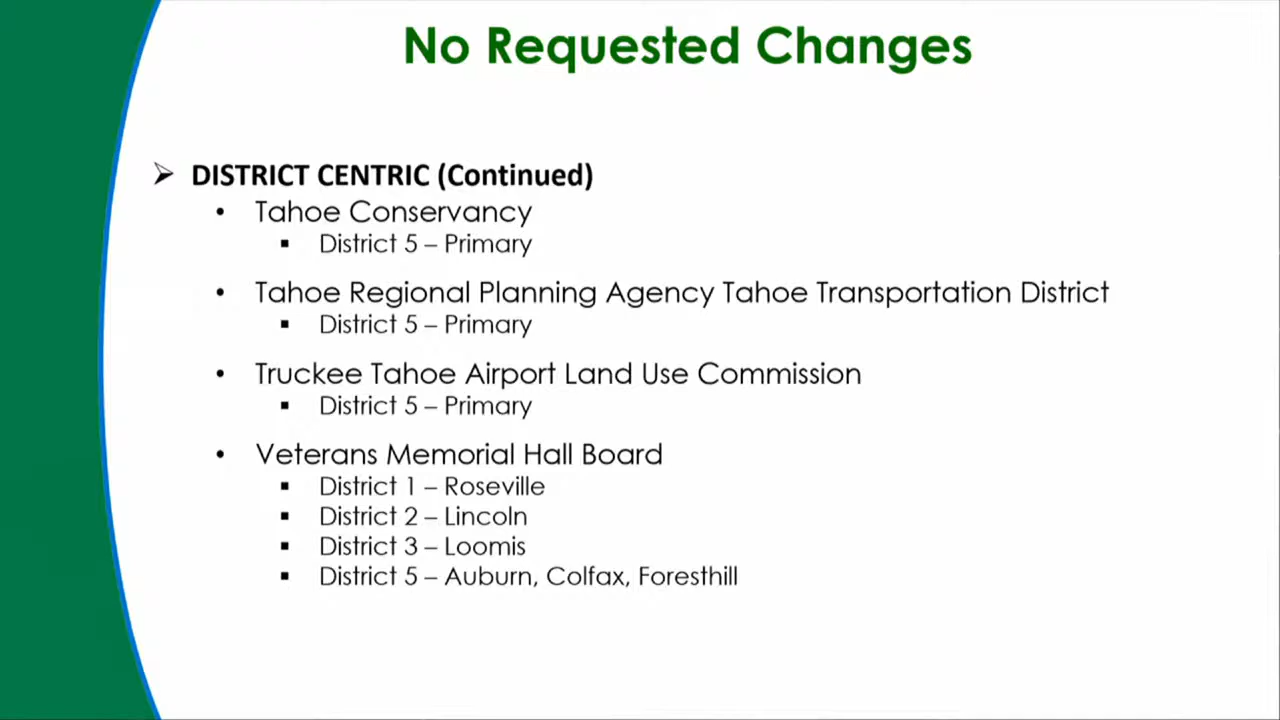 No Requested Changes
➢ DISTRICT CENTRIC (Continued)
• Tahoe Conservancy
▪ District 5 – Primary
• Tahoe Regional Planning Agency Tahoe Transportation District
▪ District 5 – Primary
• Truckee Tahoe Airport Land Use Commission
▪ District 5 – Primary
• Veterans Memorial Hall Board
▪ District 1 – Roseville
▪ District 2 – Lincoln
▪ District 3 – Loomis
▪ District 5 – Auburn, Colfax, Foresthill